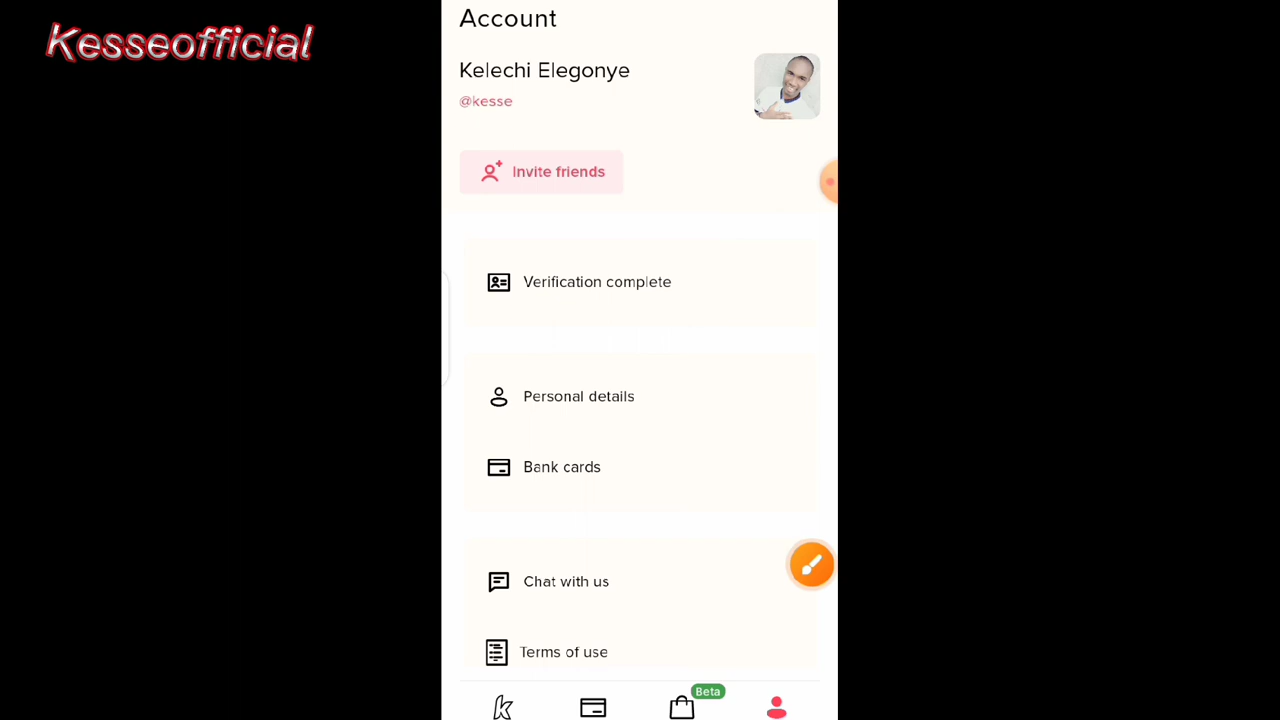 Kesseofficial
Account
Kelechi Elegonye
@kesse
Invite friends
Verification complete
Personal details
Bank cards
Chat with us
Terms of use
Beta
k